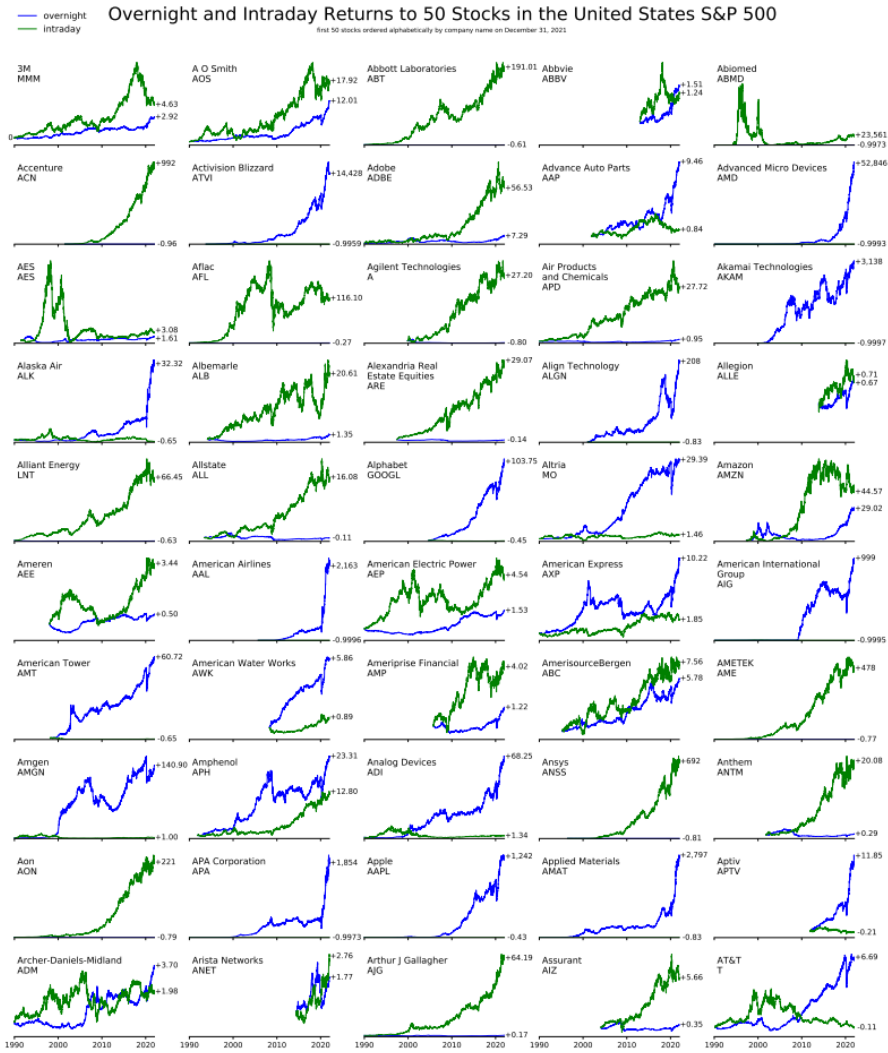 Overnight and Intraday Returns to 50 Stocks in the United States S&P 500
first 50 stocks ordered alphabetically by company name on December 31, 2021
overnight
intraday
3M
MMM
+4.63
+2.92
0
A O Smith
AOS
+17.92
+12.01
Abbott Laboratories
ABT
+191.01
-0.61
Abbvie
ABBV
+1.51
+1.24
Abiomed
ABMD
+23,561
-0.9973
Accenture
ACN
+992
-0.96
Activision Blizzard
ATVI
+14,428
-0.9959
Adobe
ADBE
+56.53
+7.29
Advance Auto Parts
AAP
+9.46
+0.84
Advanced Micro Devices
AMD
+52,846
-0.9993
AES
AES
+3.08
+1.61
Aflac
AFL
+116.10
-0.27
Agilent Technologies
A
+27.20
-0.80
Air Products
and Chemicals
APD
+27.72
+0.95
Akamai Technologies
AKAM
+3,138
-0.9997
Alaska Air
ALK
+32.32
-0.65
Albemarle
ALB
+20.61
+1.35
Alexandria Real
Estate Equities
ARE
+29.07
-0.14
Align Technology
ALGN
+208
-0.83
Allegion
ALLE
+0.71
+0.67
Alliant Energy
LNT
+66.45
-0.63
Allstate
ALL
+16.08
-0.11
Alphabet
GOOGL
+103.75
-0.45
Altria
MO
+29.39
+1.46
Amazon
AMZN
+44.57
+29.02
Ameren
AEE
+3.44
+0.50
American Airlines
AAL
+2,163
-0.9996
American Electric Power
AEP
+4.54
+1.53
American Express
AXP
+10.22
+1.85
American International
Group
AIG
+999
-0.9995
American Tower
AMT
+60.72
-0.65
American Water Works
AWK
+5.86
+0.89
Ameriprise Financial
AMP
+4.02
+1.22
AmerisourceBergen
ABC
+7.56
+5.78
AMETEK
AME
+478
-0.77
Amgen
AMGN
+140.90
+1.00
Amphenol
APH
+23.31
+12.80
Analog Devices
ADI
+68.25
+1.34
Ansys
ANSS
+692
-0.81
Anthem
ANTM
+20.08
+0.29
Aon
AON
+221
-0.79
APA Corporation
APA
+1,854
-0.9973
Apple
AAPL
+1,242
-0.43
Applied Materials
AMAT
+2,797
-0.83
Aptiv
APTV
+11.85
-0.21
Archer-Daniels-Midland
ADM
+3.70
+1.98
Arista Networks
ANET
+2.76
+1.77
Arthur J Gallagher
AJG
+64.19
+0.17
Assurant
AIZ
+5.66
+0.35
AT&T
T
+6.69
-0.11
1990 2000 2010 2020
1990 2000 2010 2020
1990 2000 2010 2020
1990 2000 2010 2020
1990 2000 2010 2020